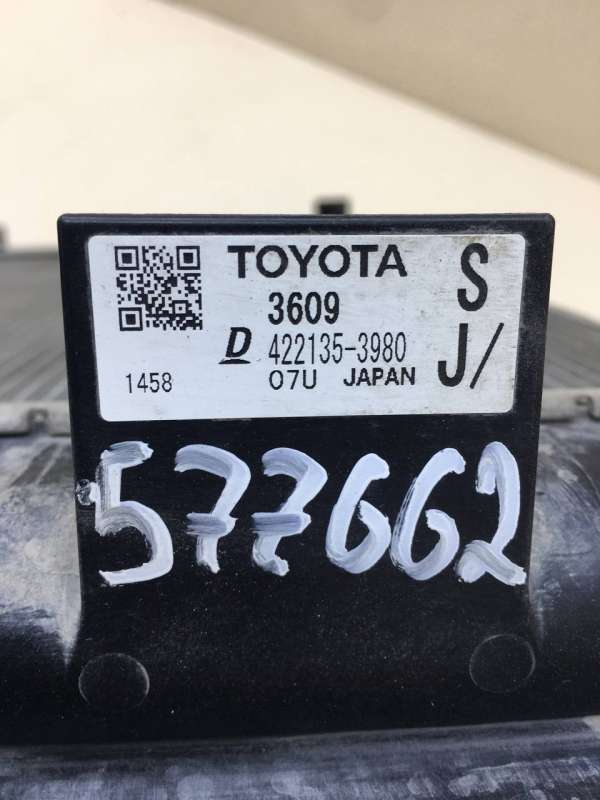 TOYOTA S
3609
D 422135-3980 J/
1458 07U JAPAN
577662